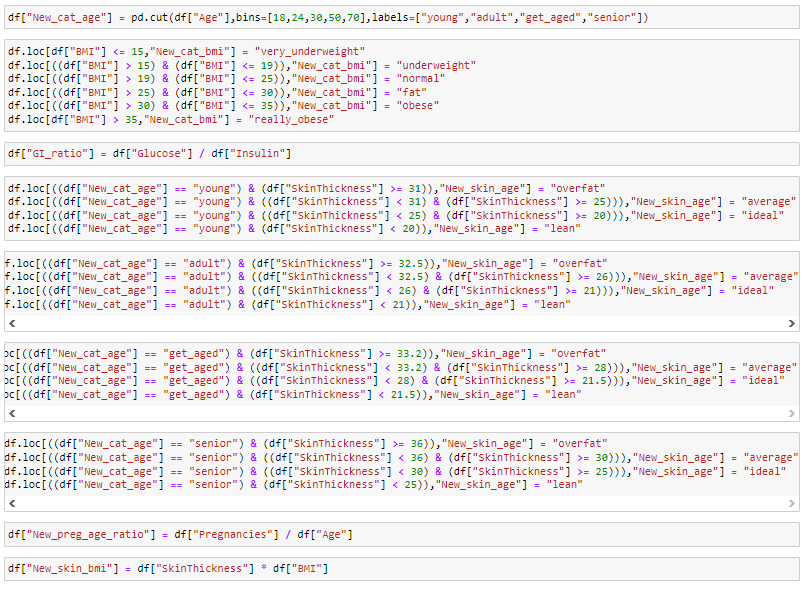 df["New_cat_age"] = pd.cut(df["Age"],bins=[18,24,30,50,70],labels=["young","adult","get_aged","senior"])
df.loc[df["BMI"] <= 15,"New_cat_bmi"] = "very_underweight"
df.loc[((df["BMI"] > 15) & (df["BMI"] <= 19)),"New_cat_bmi"] = "underweight"
df.loc[((df["BMI"] > 19) & (df["BMI"] <= 25)),"New_cat_bmi"] = "normal"
df.loc[((df["BMI"] > 25) & (df["BMI"] <= 30)),"New_cat_bmi"] = "fat"
df.loc[((df["BMI"] > 30) & (df["BMI"] <= 35)),"New_cat_bmi"] = "obese"
df.loc[df["BMI"] > 35,"New_cat_bmi"] = "really_obese"
df["GI_ratio"] = df["Glucose"] / df["Insulin"]
df.loc[((df["New_cat_age"] == "young") & (df["SkinThickness"] >= 31)),"New_skin_age"] = "overfat"
df.loc[((df["New_cat_age"] == "young") & ((df["SkinThickness"] < 31) & (df["SkinThickness"] >= 25))),"New_skin_age"] = "average"
df.loc[((df["New_cat_age"] == "young") & ((df["SkinThickness"] < 25) & (df["SkinThickness"] >= 20))),"New_skin_age"] = "ideal"
df.loc[((df["New_cat_age"] == "young") & (df["SkinThickness"] < 20)),"New_skin_age"] = "lean"
f.loc[((df["New_cat_age"] == "adult") & (df["SkinThickness"] >= 32.5)),"New_skin_age"] = "overfat"
f.loc[((df["New_cat_age"] == "adult") & ((df["SkinThickness"] < 32.5) & (df["SkinThickness"] >= 26))),"New_skin_age"] = "average"
f.loc[((df["New_cat_age"] == "adult") & ((df["SkinThickness"] < 26) & (df["SkinThickness"] >= 21))),"New_skin_age"] = "ideal"
f.loc[((df["New_cat_age"] == "adult") & (df["SkinThickness"] < 21)),"New_skin_age"] = "lean"
oc[((df["New_cat_age"] == "get_aged") & (df["SkinThickness"] >= 33.2)),"New_skin_age"] = "overfat"
oc[((df["New_cat_age"] == "get_aged") & ((df["SkinThickness"] < 33.2) & (df["SkinThickness"] >= 28))),"New_skin_age"] = "average"
oc[((df["New_cat_age"] == "get_aged") & ((df["SkinThickness"] < 28) & (df["SkinThickness"] >= 21.5))),"New_skin_age"] = "ideal"
oc[((df["New_cat_age"] == "get_aged") & (df["SkinThickness"] < 21.5)),"New_skin_age"] = "lean"
df.loc[((df["New_cat_age"] == "senior") & (df["SkinThickness"] >= 36)),"New_skin_age"] = "overfat"
df.loc[((df["New_cat_age"] == "senior") & ((df["SkinThickness"] < 36) & (df["SkinThickness"] >= 30))),"New_skin_age"] = "average"
df.loc[((df["New_cat_age"] == "senior") & ((df["SkinThickness"] < 30) & (df["SkinThickness"] >= 25))),"New_skin_age"] = "ideal"
df.loc[((df["New_cat_age"] == "senior") & (df["SkinThickness"] < 25)),"New_skin_age"] = "lean"
df["New_preg_age_ratio"] = df["Pregnancies"] / df["Age"]
df["New_skin_bmi"] = df["SkinThickness"] * df["BMI"]